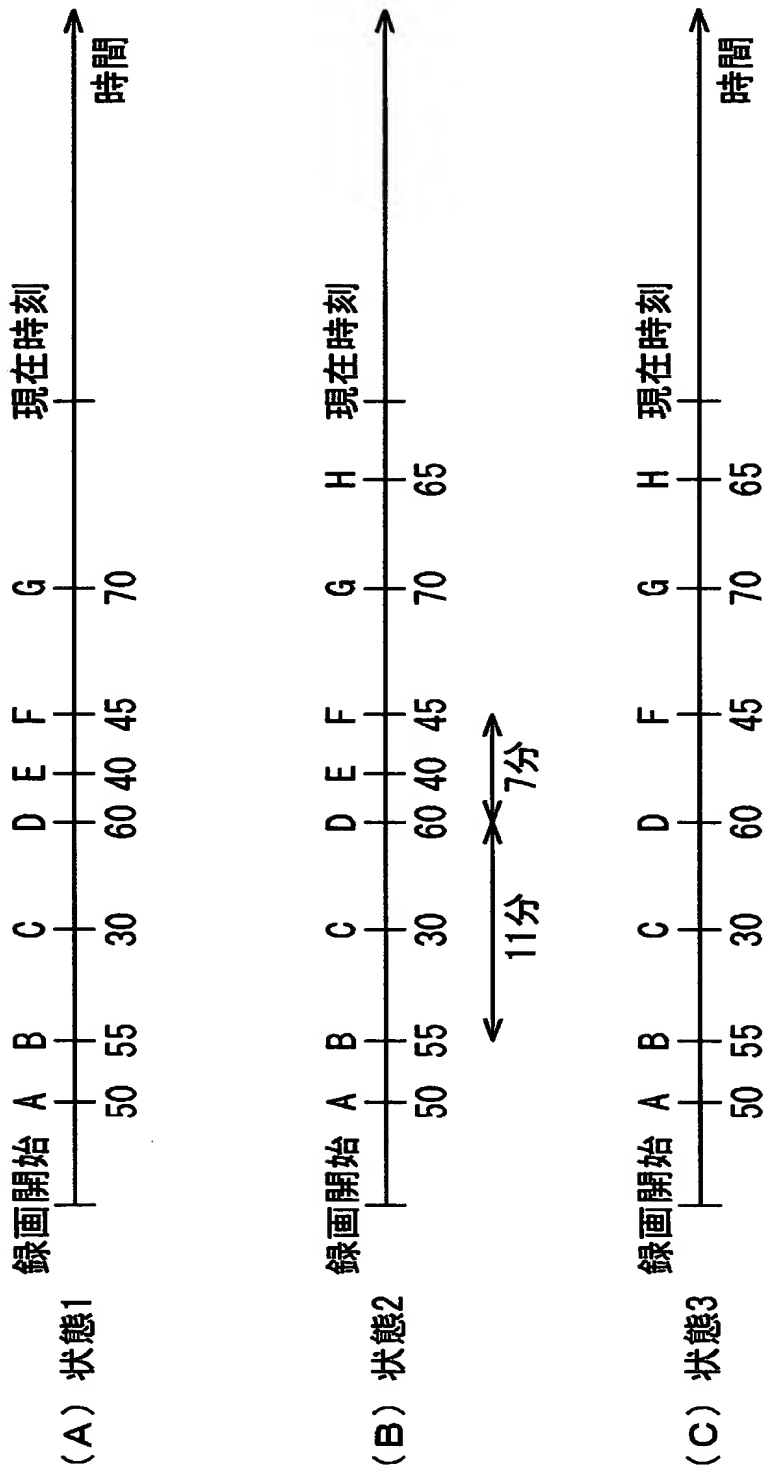 (A) 状態1
録画開始 A B C D E F G 現在時刻
50 55 30 60 40 45 70 時間
(B) 状態2
録画開始 A B C D E F G H 現在時刻
50 55 30 60 40 45 70 65
11分 7分
(C) 状態3
録画開始 A B C D F G H 現在時刻
50 55 30 60 45 70 65 時間